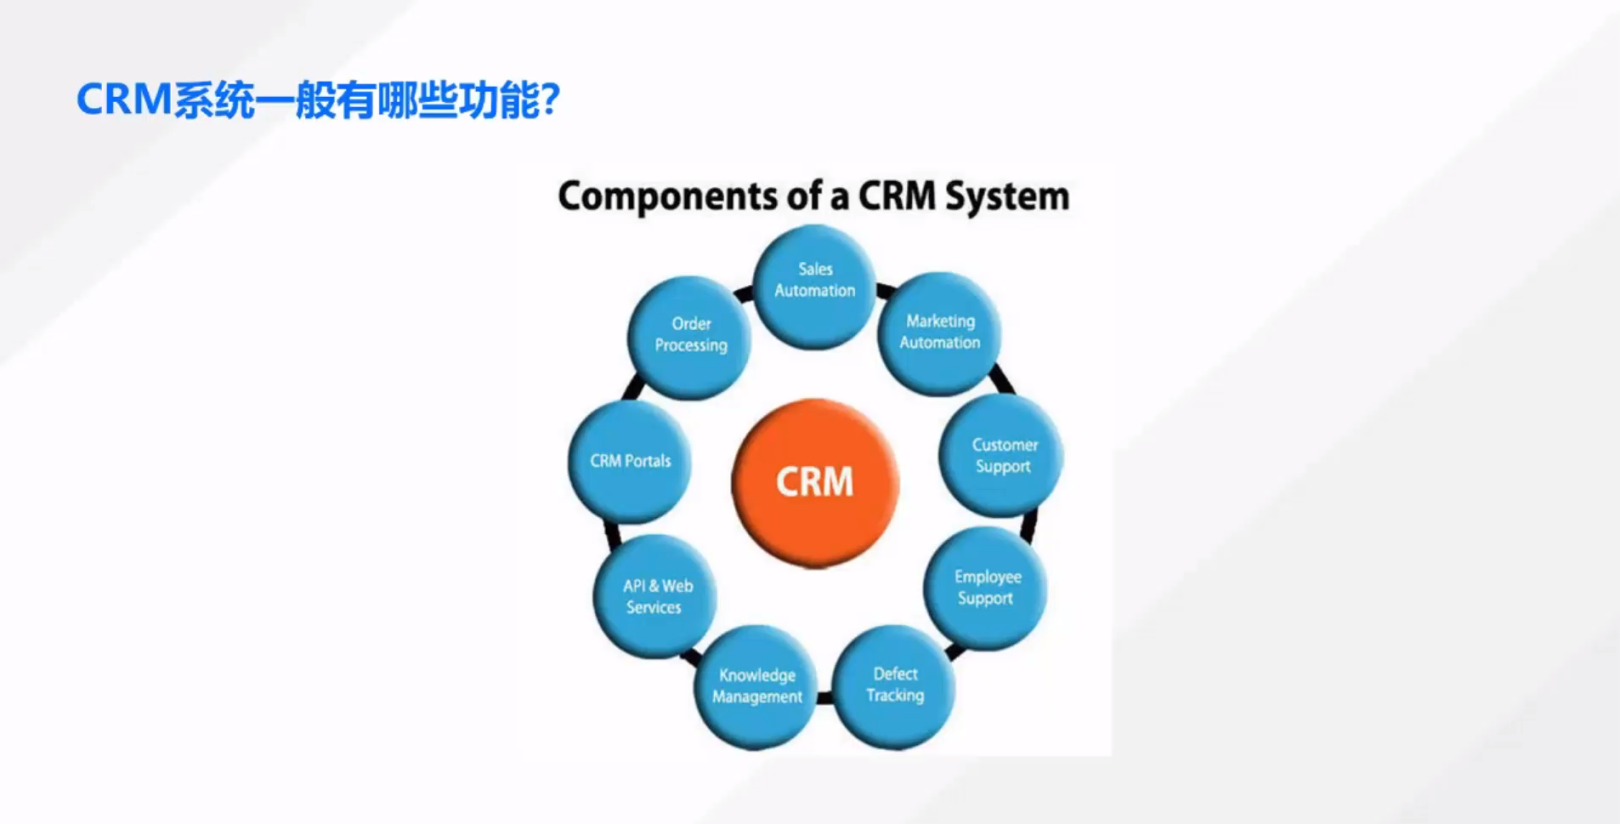 CRM系统一般有哪些功能？
Components of a CRM System
Sales
Automation
Marketing
Automation
Customer
Support
Employee
Support
Defect
Tracking
Knowledge
Management
API & Web
Services
CRM Portals
Order
Processing
CRM